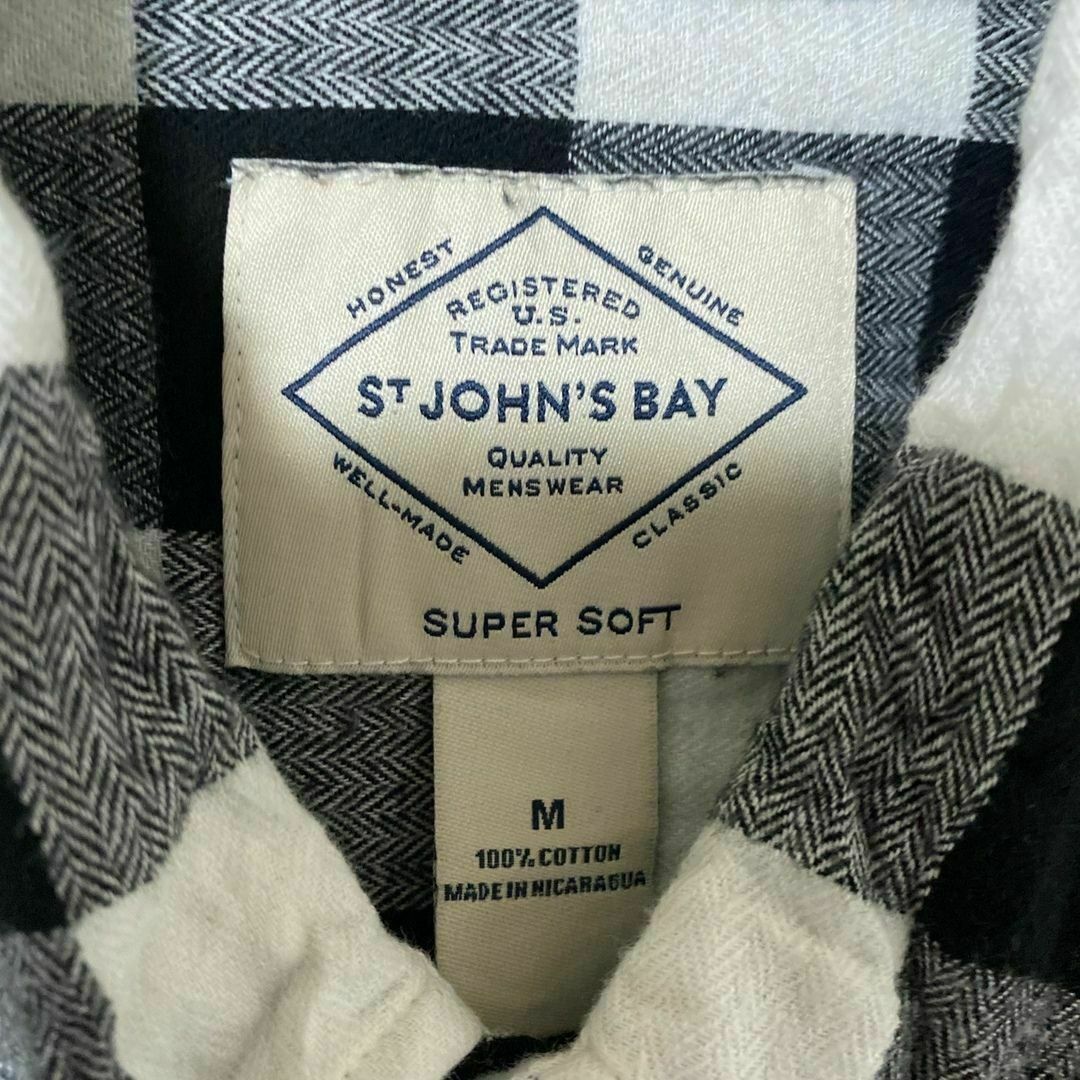 HONEST
GENUINE
REGISTERED
U.S.
TRADE MARK
ST JOHN'S BAY
QUALITY
MENSWEAR
WELL-MADE
CLASSIC
SUPER SOFT
M
100% COTTON
MADE IN NICARAGUA